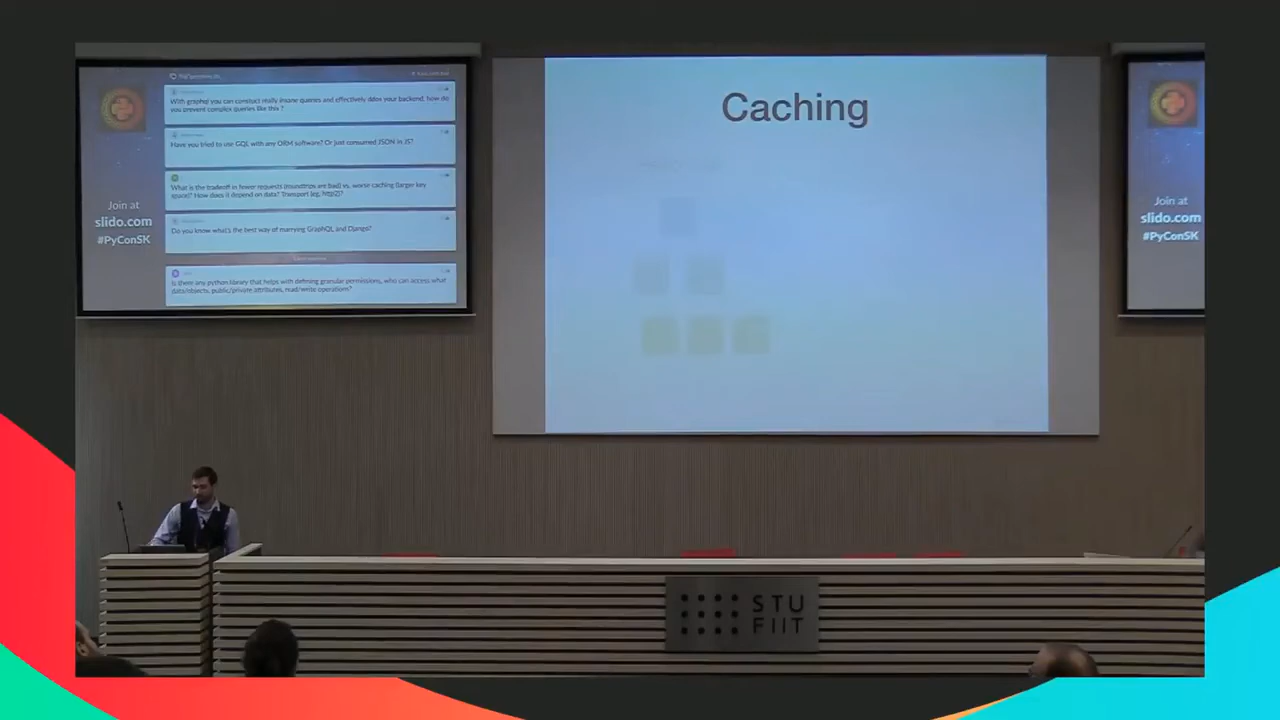 With graphql you can construct really insane queries and effectively ddos your backend, how do
you prevent complex queries like this ?
Have you tried to use GQL with any ORM software? Or just consumed JSON in JS?
What is the tradeoff in fewer requests (roundtrips are bad) vs. worse caching (larger key
space)? How does it depend on data? Transport (eg. http2)?
Do you know what's the best way of marrying GraphQL and Django?
Is there any python library that helps with defining granular permissions, who can access what
data/objects, public/private attributes, read/write operations?
Join at
slido.com
#PyConSK
Caching
Join at
slido.com
#PyConSK
STU
FIIT